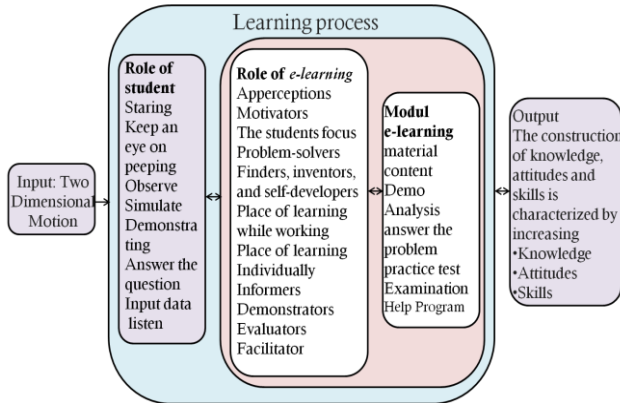 Learning process
Input: Two
Dimensional
Motion
Role of
student
Staring
Keep an
eye on
peeping
Observe
Simulate
Demonstra
ting
Answer the
question
Input data
listen
Role of e-learning
Apperceptions
Motivators
The students focus
Problem-solvers
Finders, inventors,
and self-developers
Place of learning
while working
Place of learning
Individually
Informers
Demonstrators
Evaluators
Facilitator
Modul
e-learning
material
content
Demo
Analysis
answer the
problem
practice test
Examination
Help Program
Output
The construction
of knowledge,
attitudes and
skills is
characterized by
increasing
•Knowledge
•Attitudes
•Skills